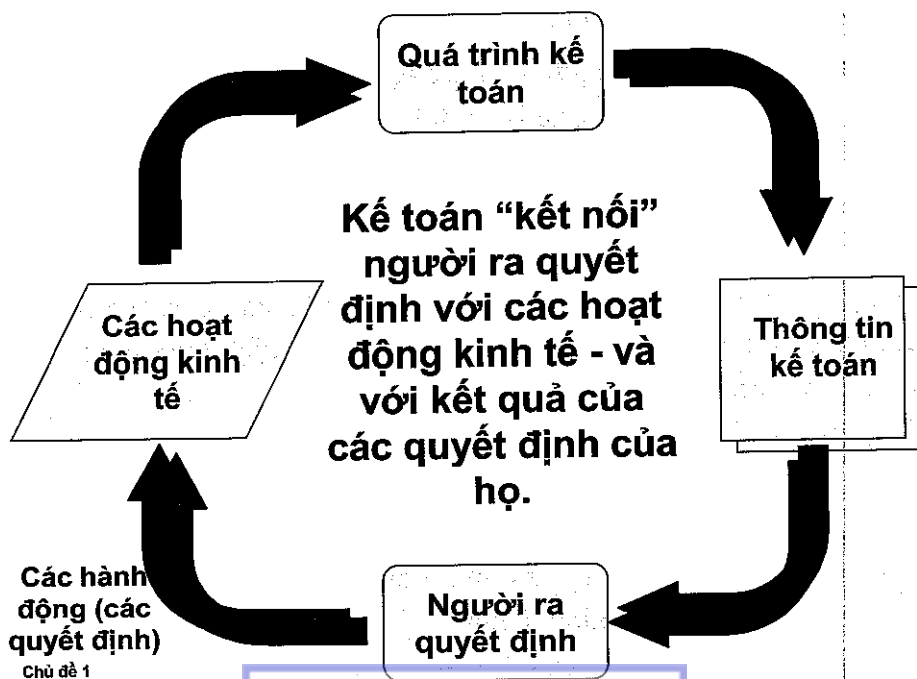 Quá trình kế
toán
Kế toán “kết nối”
người ra quyết
định với các hoạt
động kinh tế - và
với kết quả của
các quyết định của
họ.
Các hoạt
động kinh
tế
Thông tin
kế toán
Các hành
động (các
quyết định)
Người ra
quyết định
Chủ đề 1